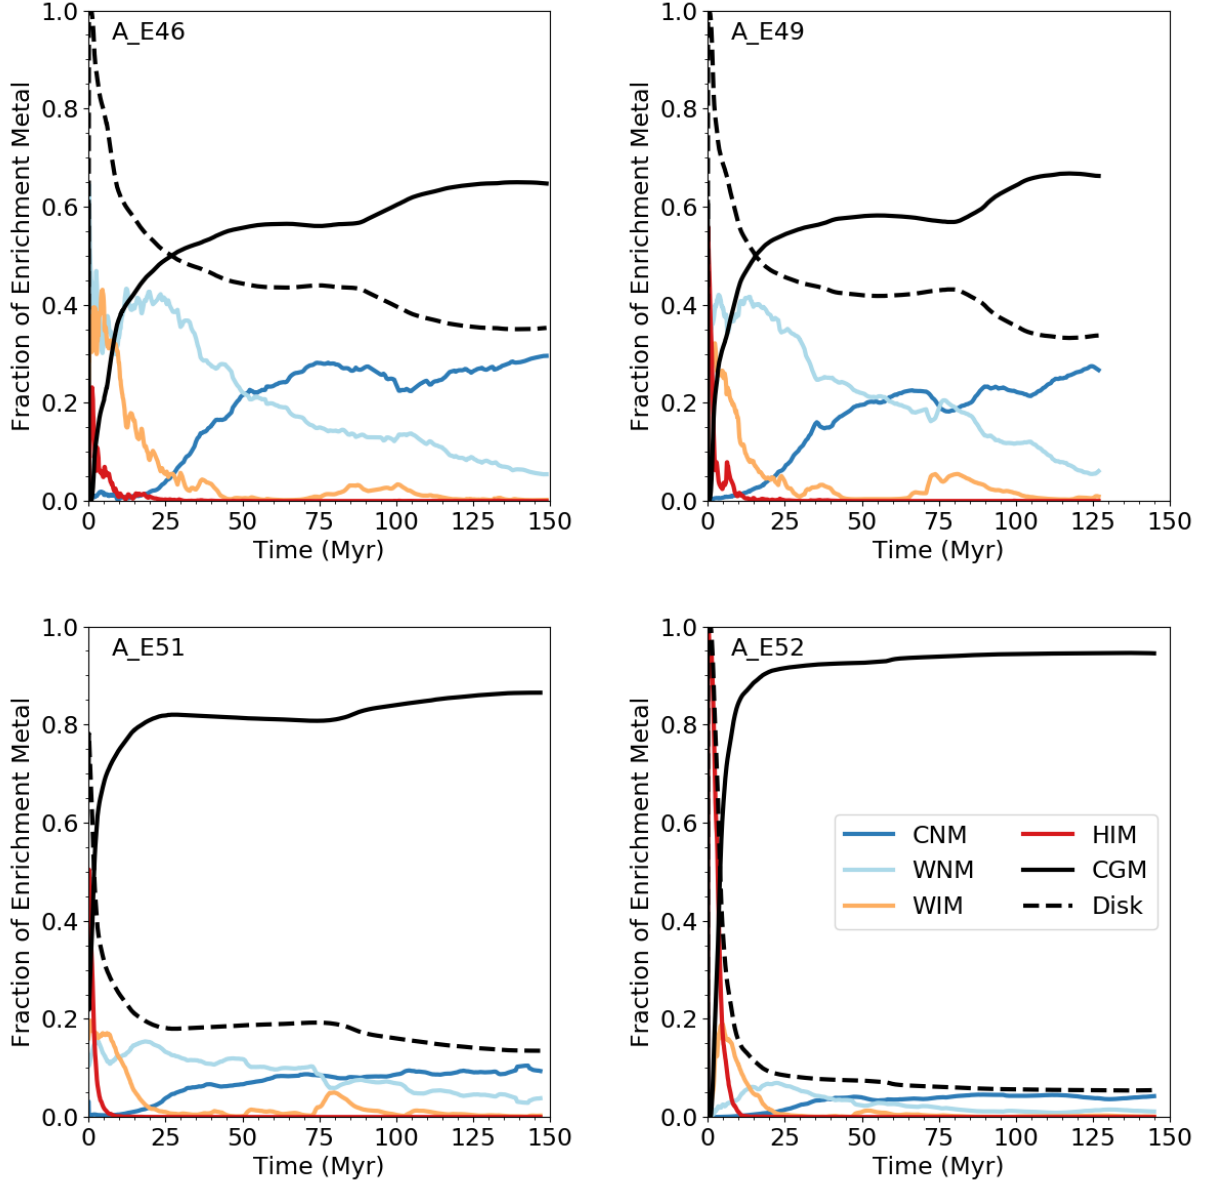 A_E46
1.0
0.8
0.6
0.4
0.2
0.0
Fraction of Enrichment Metal
0 25 50 75 100 125 150
Time (Myr)
A_E49
1.0
0.8
0.6
0.4
0.2
0.0
Fraction of Enrichment Metal
0 25 50 75 100 125 150
Time (Myr)
A_E51
1.0
0.8
0.6
0.4
0.2
0.0
Fraction of Enrichment Metal
0 25 50 75 100 125 150
Time (Myr)
A_E52
1.0
0.8
0.6
0.4
0.2
0.0
Fraction of Enrichment Metal
CNM HIM
WNM CGM
WIM Disk
0 25 50 75 100 125 150
Time (Myr)